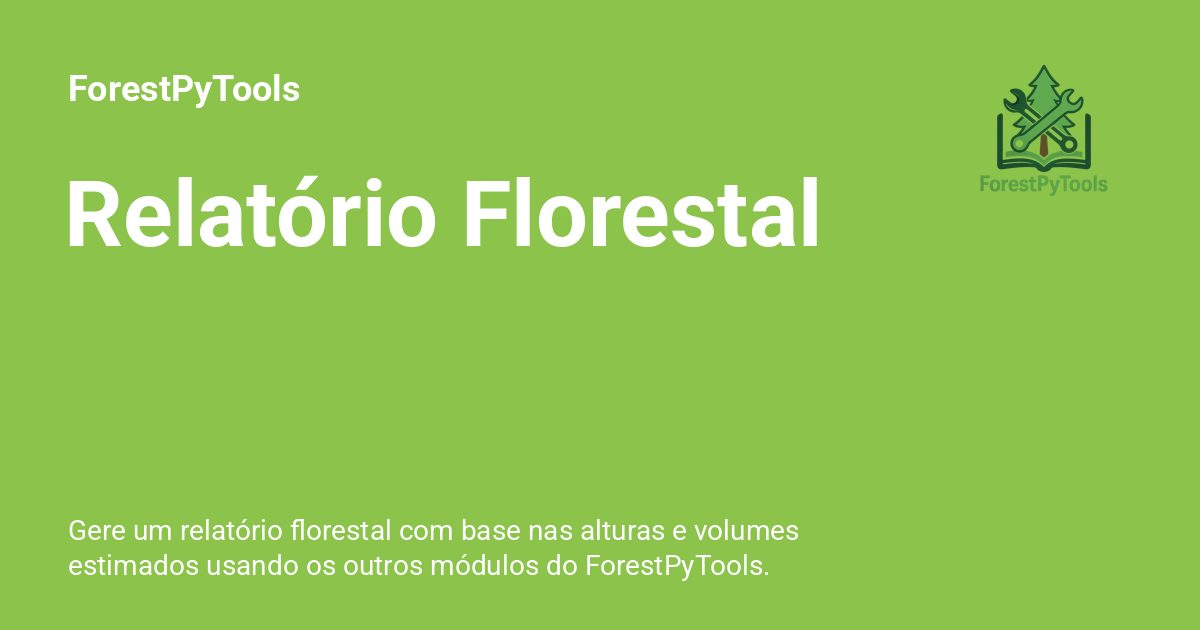 ForestPyTools
ForestPyTools
Relatório Florestal
Gere um relatório florestal com base nas alturas e volumes
estimados usando os outros módulos do ForestPyTools.